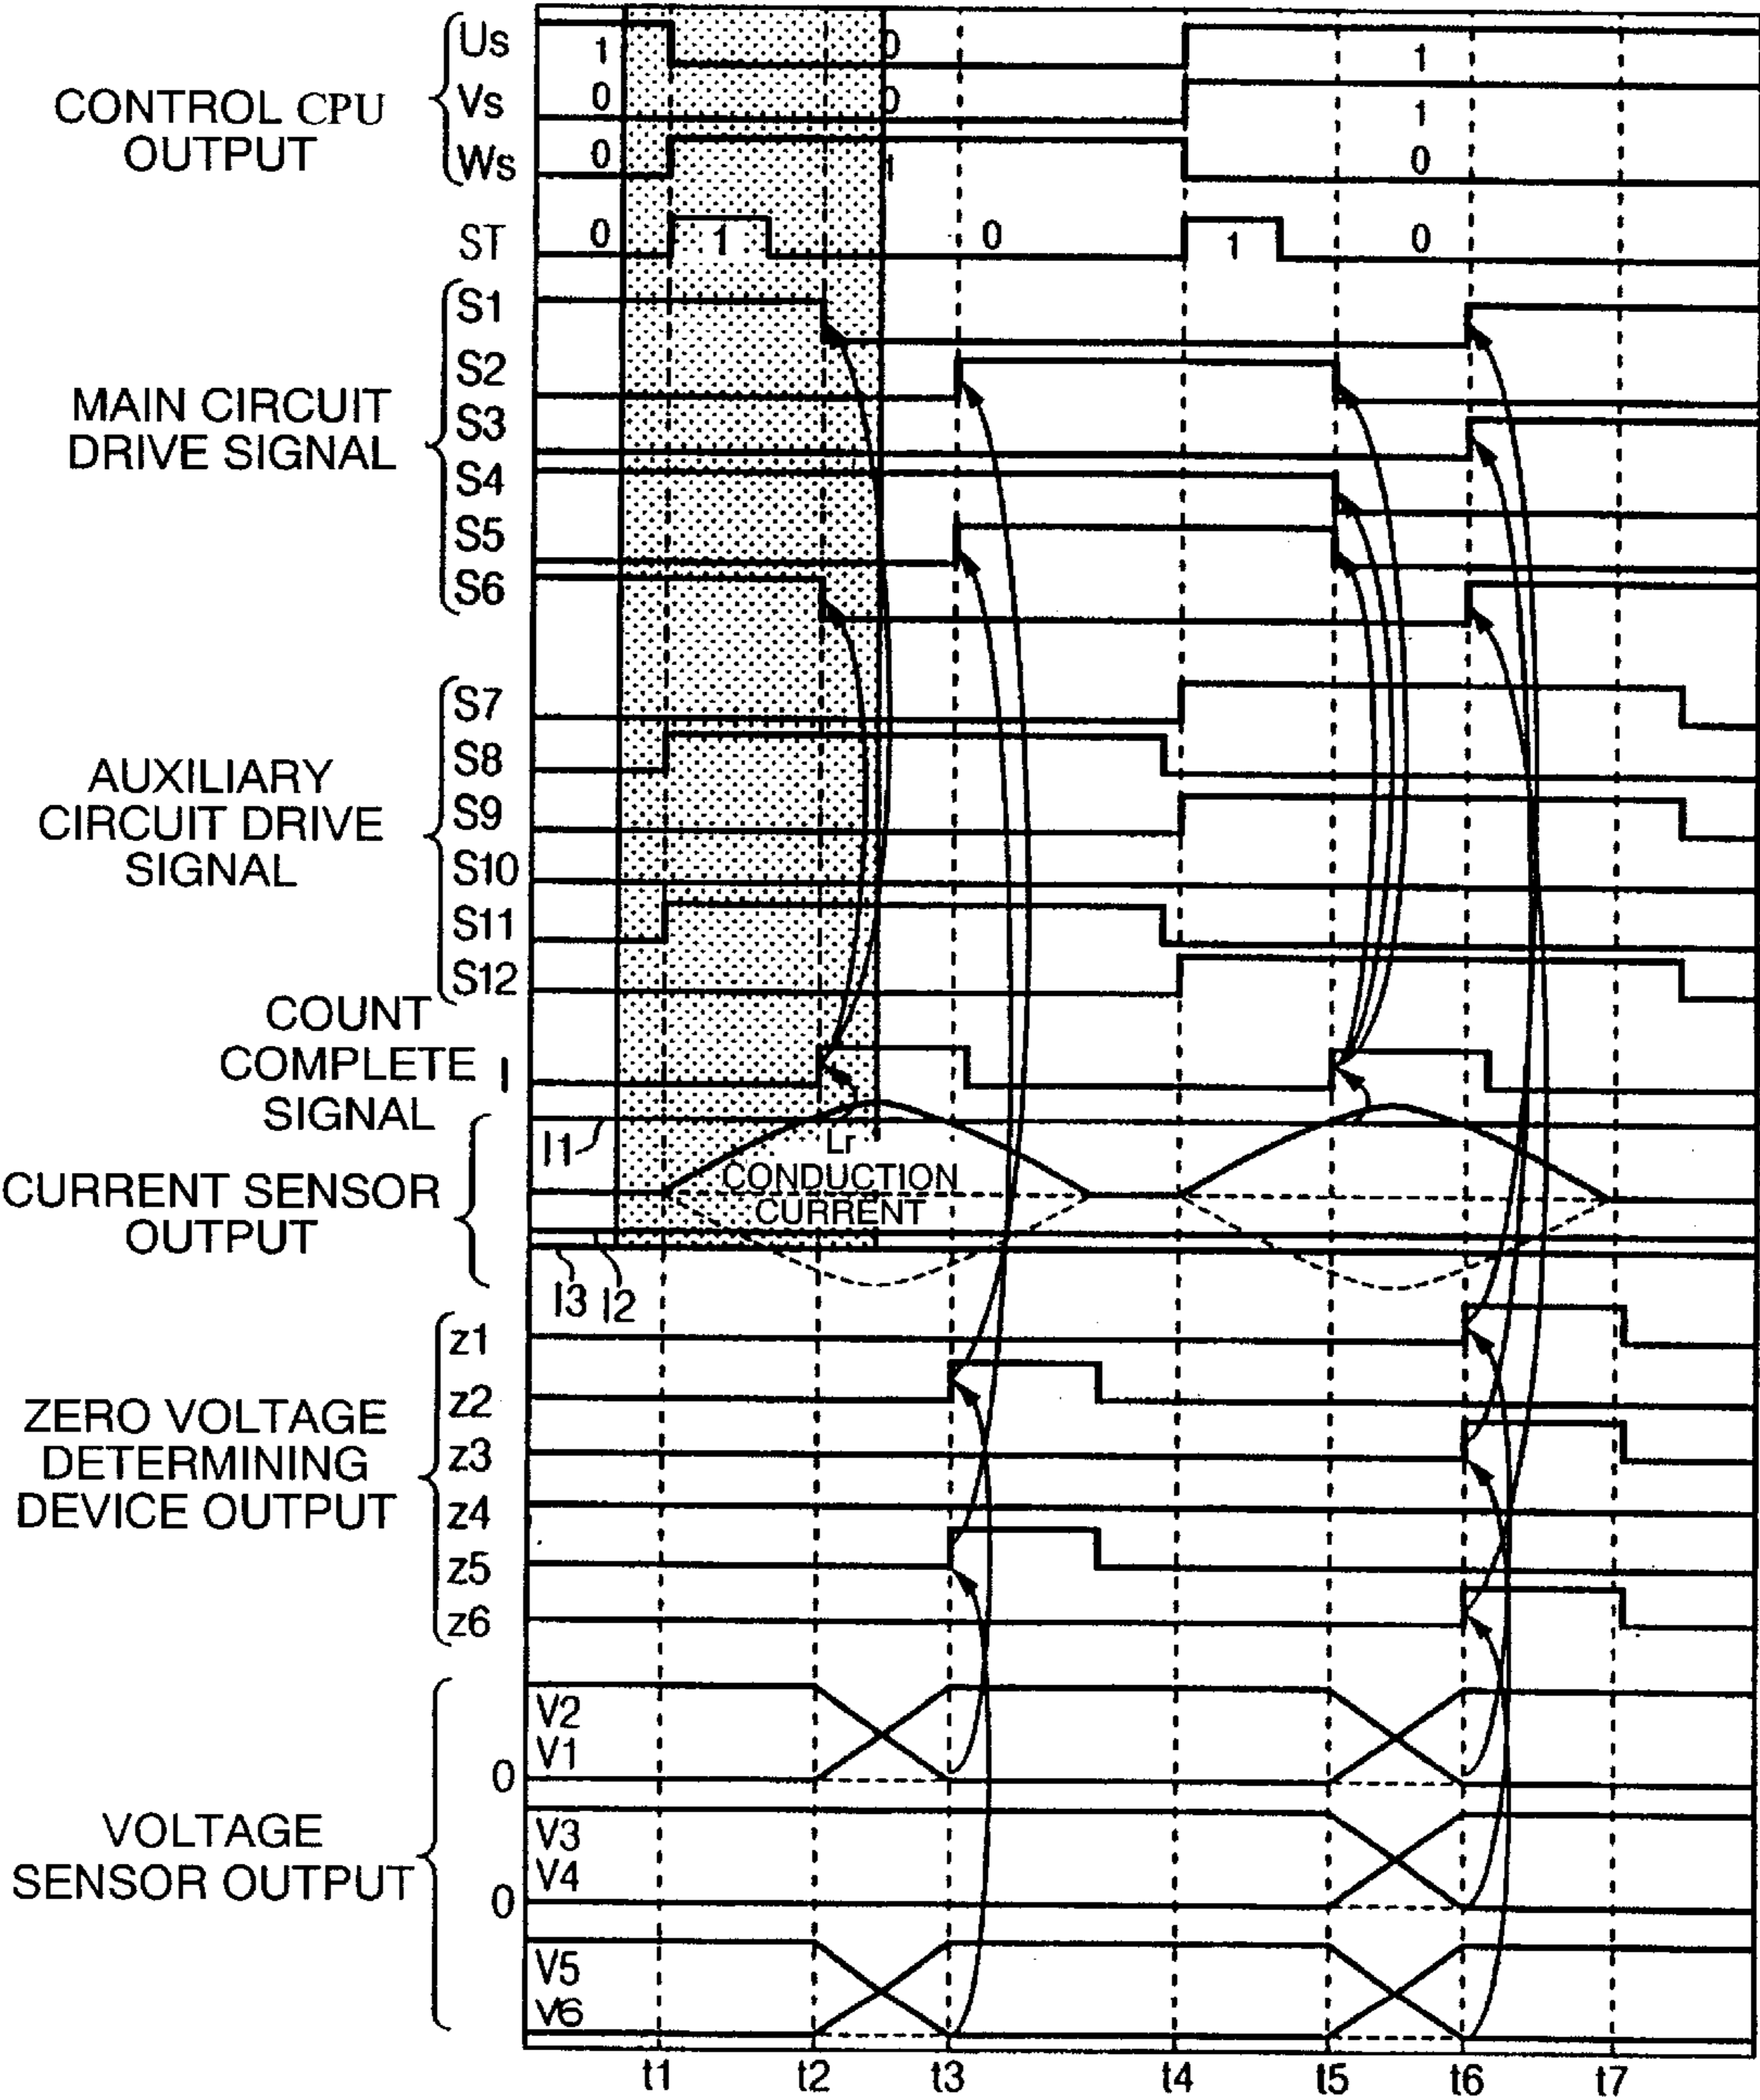 CONTROL CPU
OUTPUT
Us 1 0 1
Vs 0 0 1
Ws 0 1 0
ST 0 1 0 1 0
MAIN CIRCUIT
DRIVE SIGNAL
S1
S2
S3
S4
S5
S6
AUXILIARY
CIRCUIT DRIVE
SIGNAL
S7
S8
S9
S10
S11
S12
COUNT
COMPLETE I
SIGNAL
CURRENT SENSOR
OUTPUT
I1
Lr
CONDUCTION
CURRENT
I3 I2
ZERO VOLTAGE
DETERMINING
DEVICE OUTPUT
z1
z2
z3
z4
z5
z6
VOLTAGE
SENSOR OUTPUT
V2
V1
0
V3
V4
0
V5
V6
t1 t2 t3 t4 t5 t6 t7